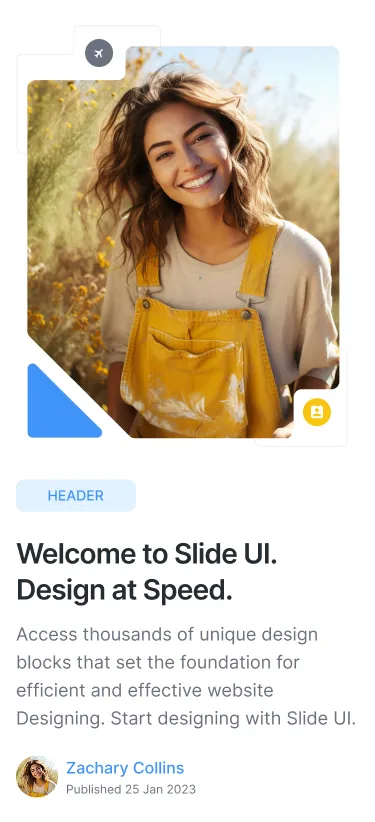 HEADER
Welcome to Slide UI.
Design at Speed.
Access thousands of unique design
blocks that set the foundation for
efficient and effective website
Designing. Start designing with Slide UI.
Zachary Collins
Published 25 Jan 2023